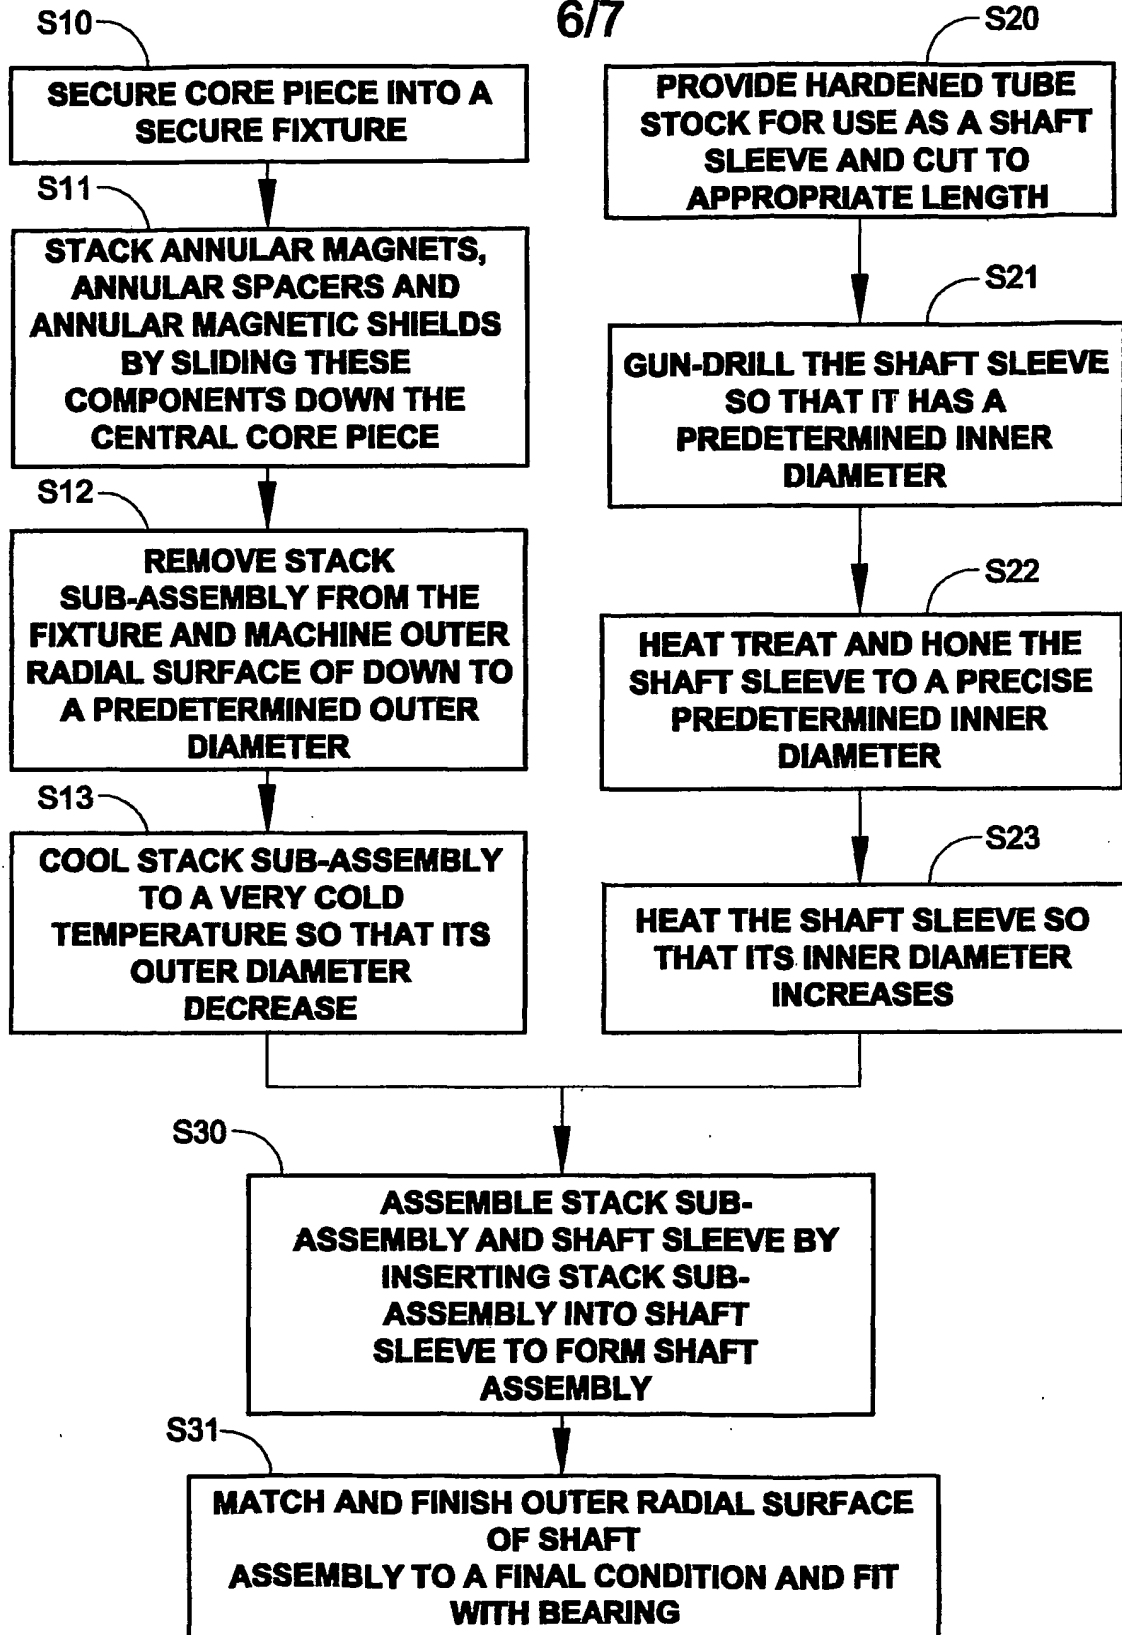 6/7
S10
SECURE CORE PIECE INTO A
SECURE FIXTURE
S11
STACK ANNULAR MAGNETS,
ANNULAR SPACERS AND
ANNULAR MAGNETIC SHIELDS
BY SLIDING THESE
COMPONENTS DOWN THE
CENTRAL CORE PIECE
S12
REMOVE STACK
SUB-ASSEMBLY FROM THE
FIXTURE AND MACHINE OUTER
RADIAL SURFACE OF DOWN TO
A PREDETERMINED OUTER
DIAMETER
S13
COOL STACK SUB-ASSEMBLY
TO A VERY COLD
TEMPERATURE SO THAT ITS
OUTER DIAMETER
DECREASE
S20
PROVIDE HARDENED TUBE
STOCK FOR USE AS A SHAFT
SLEEVE AND CUT TO
APPROPRIATE LENGTH
S21
GUN-DRILL THE SHAFT SLEEVE
SO THAT IT HAS A
PREDETERMINED INNER
DIAMETER
S22
HEAT TREAT AND HONE THE
SHAFT SLEEVE TO A PRECISE
PREDETERMINED INNER
DIAMETER
S23
HEAT THE SHAFT SLEEVE SO
THAT ITS INNER DIAMETER
INCREASES
S30
ASSEMBLE STACK SUB-
ASSEMBLY AND SHAFT SLEEVE BY
INSERTING STACK SUB-
ASSEMBLY INTO SHAFT
SLEEVE TO FORM SHAFT
ASSEMBLY
S31
MATCH AND FINISH OUTER RADIAL SURFACE
OF SHAFT
ASSEMBLY TO A FINAL CONDITION AND FIT
WITH BEARING